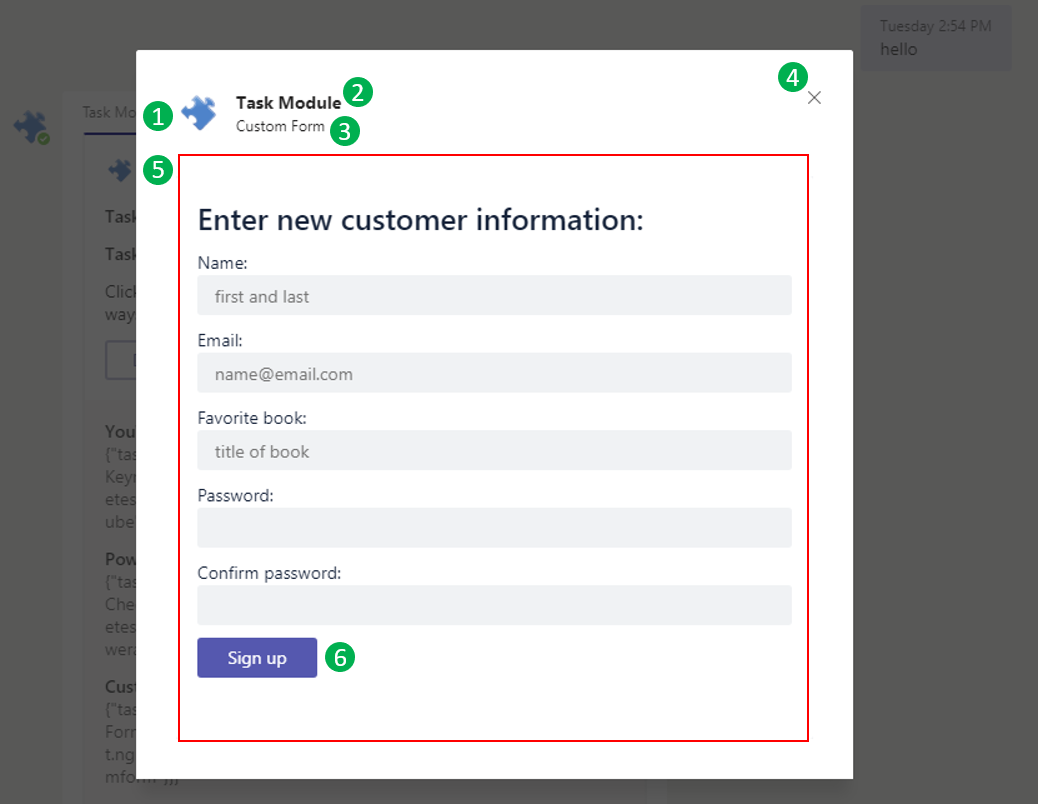 Tuesday 2:54 PM
hello
Task Mo
1
Task Module
2
Custom Form
3
4
5
Task
Task
Click
way
Enter new customer information:
Name:
first and last
Email:
name@email.com
Favorite book:
title of book
Password:
Confirm password:
Sign up
6
You
{"tas
Keyr
etes
ube
Pow
{"tas
Che
etes
wera
Cust
{"tas
Forr
t.ng
mform"}}}